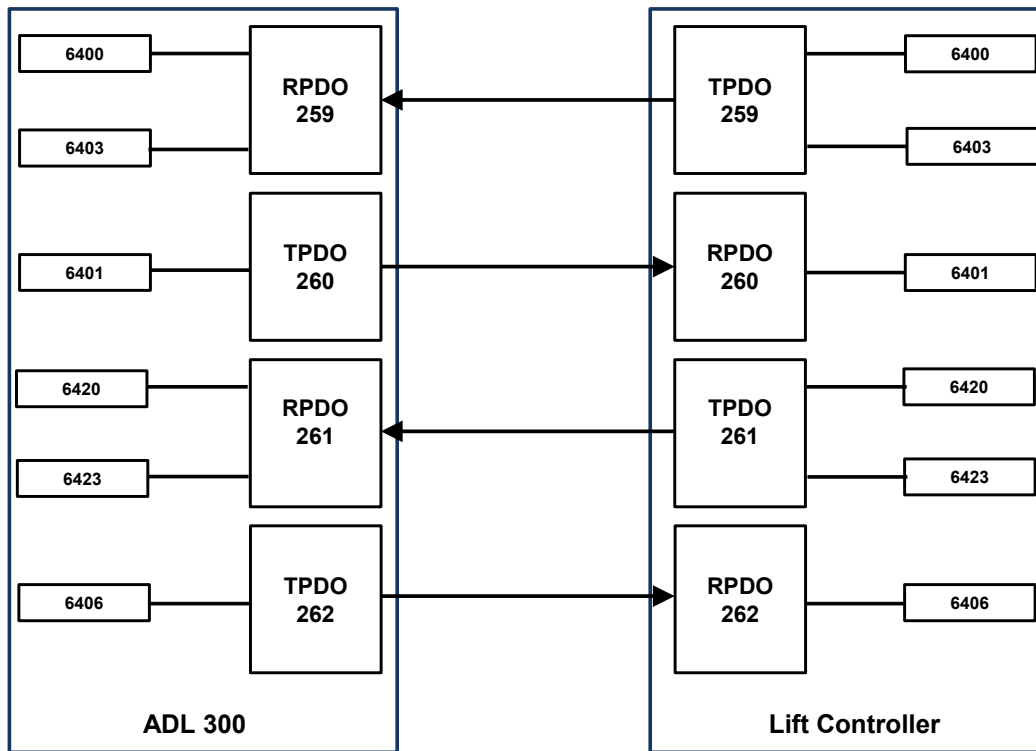 6400
6403
RPDO
259
6401
TPDO
260
6420
6423
RPDO
261
6406
TPDO
262
ADL 300
TPDO
259
6400
6403
RPDO
260
6401
TPDO
261
6420
6423
RPDO
262
6406
Lift Controller